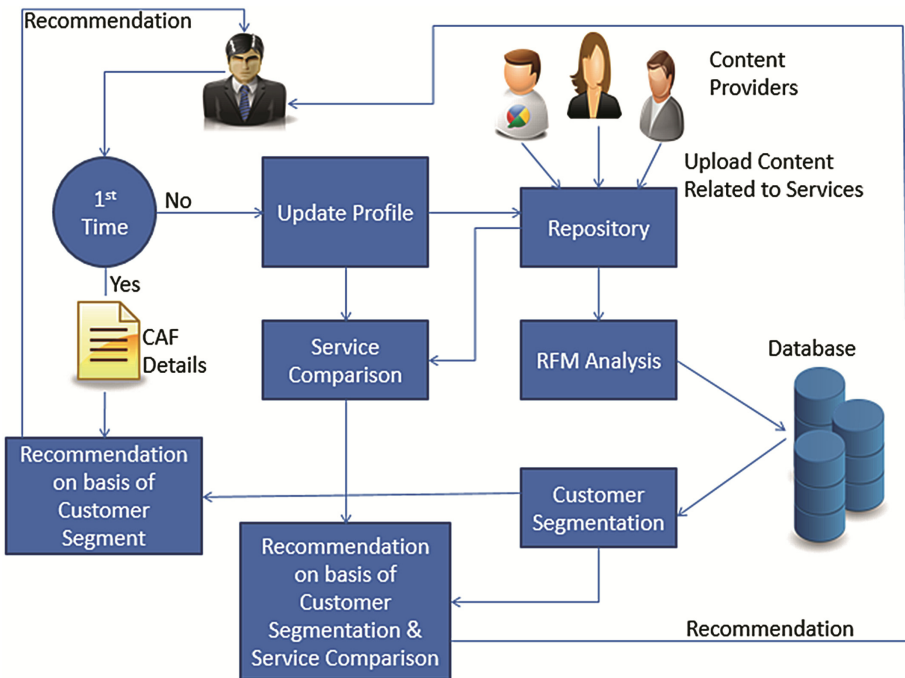 Recommendation
Content
Providers
Upload Content
Related to Services
1st
Time
No
Update Profile
Repository
Yes
CAF
Details
Service
Comparison
RFM Analysis
Database
Recommendation
on basis of
Customer
Segment
Customer
Segmentation
Recommendation
on basis of
Customer
Segmentation &
Service Comparison
Recommendation